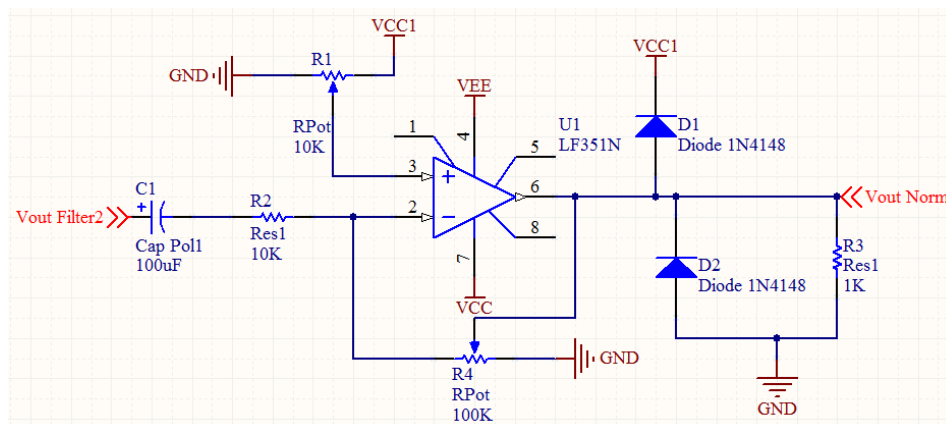 VCC1
R1
GND
RPot
10K
VEE
4
1
3
2
U1
LF351N
5
6
8
7
VCC
VCC1
D1
Diode 1N4148
C1
+
Vout Filter2
Cap Pol1
100uF
R2
Res1
10K
Vout Norm
D2
Diode 1N4148
R3
Res1
1K
R4
RPot
100K
GND
GND